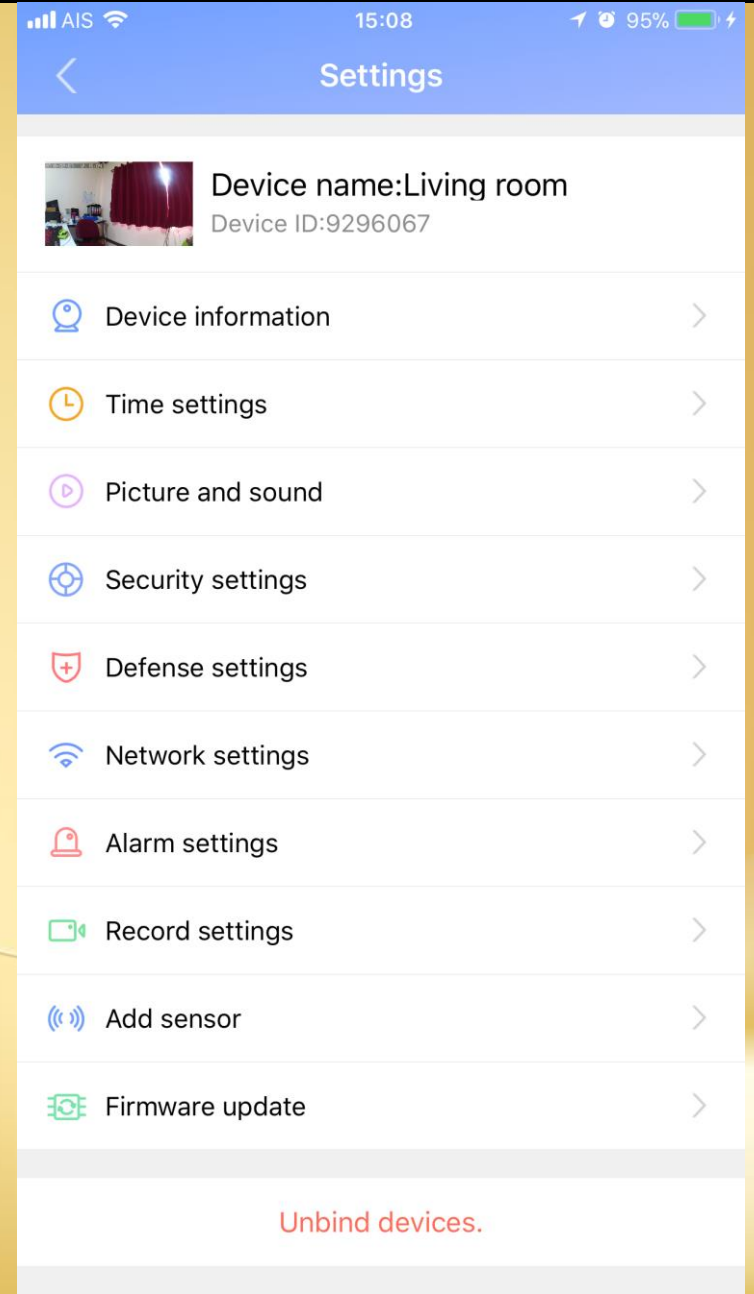 AIS 15:08 95%
Settings
Device name:Living room
Device ID:9296067
Device information
Time settings
Picture and sound
Security settings
Defense settings
Network settings
Alarm settings
Record settings
Add sensor
Firmware update
Unbind devices.